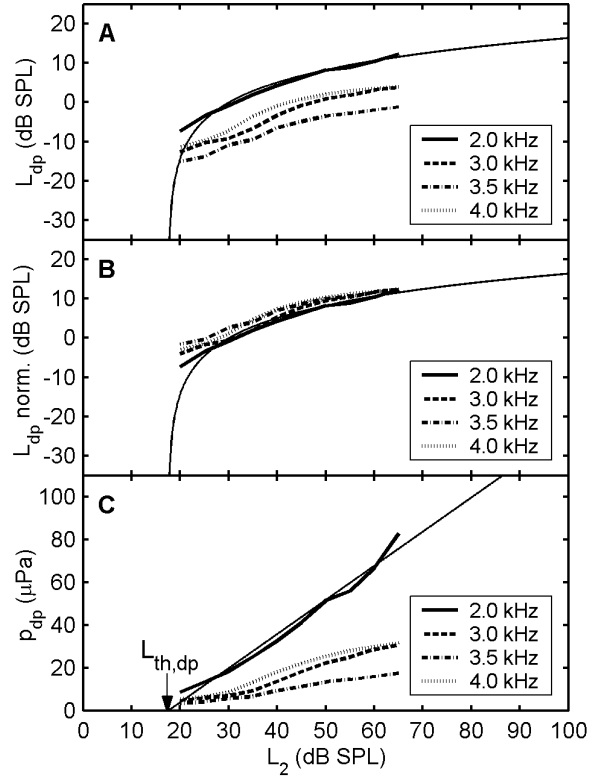 A
20
10
0
-10
-20
-30
L_dp (dB SPL)
2.0 kHz
3.0 kHz
3.5 kHz
4.0 kHz
B
20
10
0
-10
-20
-30
L_dp norm. (dB SPL)
2.0 kHz
3.0 kHz
3.5 kHz
4.0 kHz
C
100
80
60
40
20
0
p_dp (μPa)
L_th,dp
2.0 kHz
3.0 kHz
3.5 kHz
4.0 kHz
0 10 20 30 40 50 60 70 80 90 100
L_2 (dB SPL)